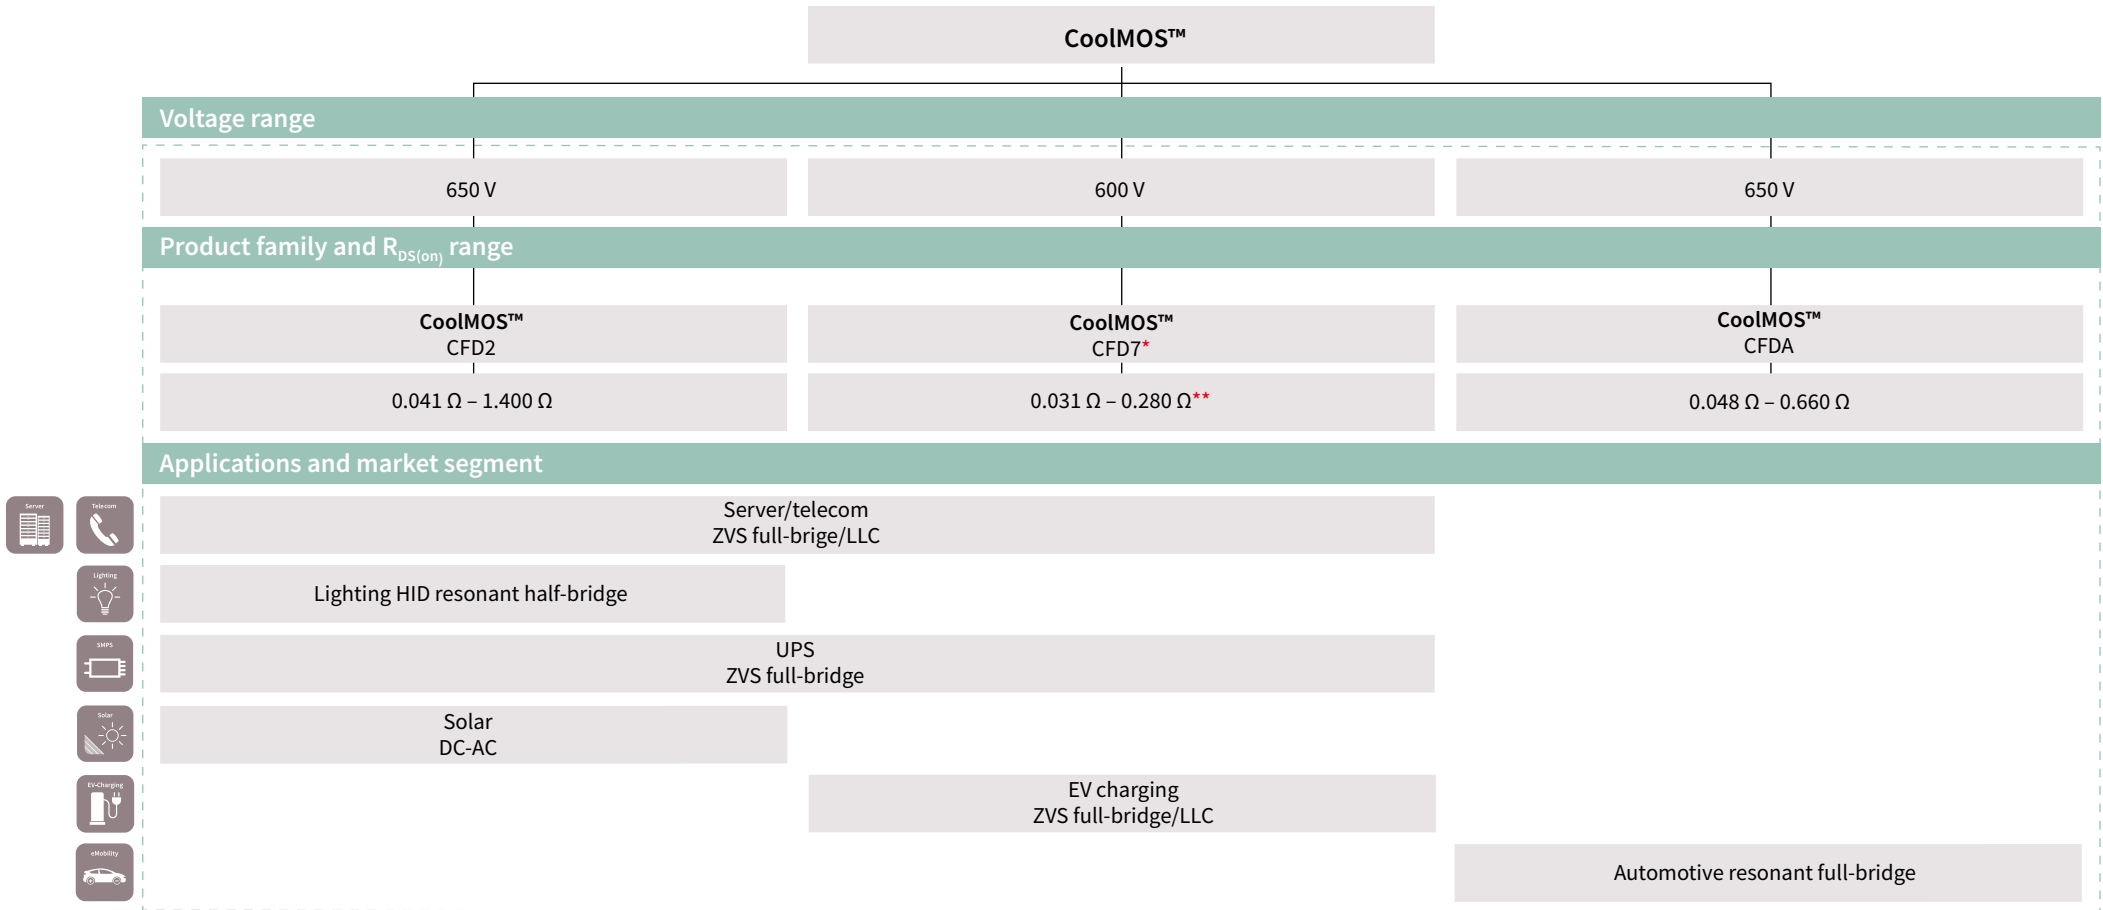 CoolMOS™
Voltage range
650 V
600 V
650 V
Product family and RDS(on) range
CoolMOS™
CFD2
CoolMOS™
CFD7*
CoolMOS™
CFDA
0.041 Ω – 1.400 Ω
0.031 Ω – 0.280 Ω**
0.048 Ω – 0.660 Ω
Applications and market segment
Server
Telecom
Server/telecom
ZVS full-brige/LLC
Lighting
Lighting HID resonant half-bridge
SMPS
UPS
ZVS full-bridge
Solar
Solar
DC-AC
EV-Charging
EV charging
ZVS full-bridge/LLC
eMobility
Automotive resonant full-bridge